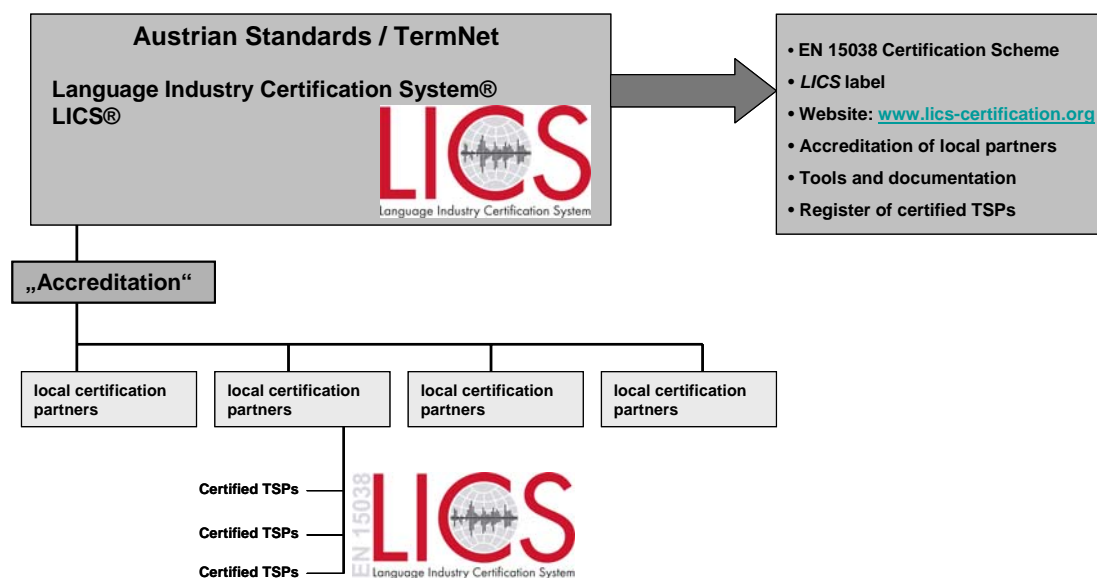 Austrian Standards / TermNet
Language Industry Certification System®
LICS®
LICS
Language Industry Certification System
• EN 15038 Certification Scheme
• LICS label
• Website: www.lics-certification.org
• Accreditation of local partners
• Tools and documentation
• Register of certified TSPs
„Accreditation“
local certification
partners
local certification
partners
local certification
partners
local certification
partners
Certified TSPs
Certified TSPs
Certified TSPs
EN 15038
LICS
Language Industry Certification System